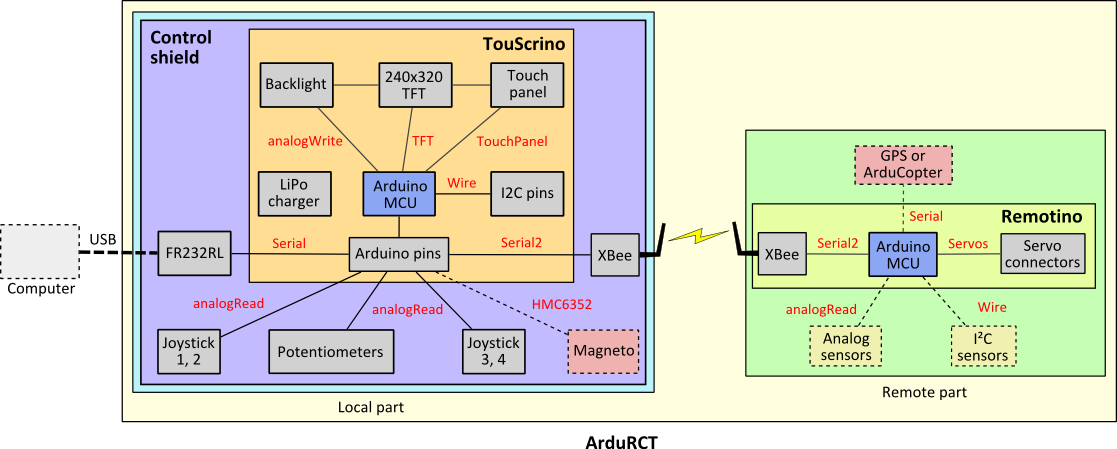 Control
shield
TouScrino
Backlight
240x320
TFT
Touch
panel
analogWrite
TFT
TouchPanel
LiPo
charger
Arduino
MCU
Wire
I2C pins
USB
FR232RL
Serial
Arduino pins
Serial2
XBee
Computer
analogRead
analogRead
HMC6352
Joystick
1, 2
Potentiometers
Joystick
3, 4
Magneto
Local part
GPS or
ArduCopter
Serial
Remotino
XBee
Serial2
Arduino
MCU
Servos
Servo
connectors
analogRead
Wire
Analog
sensors
I²C
sensors
Remote part
ArduRCT